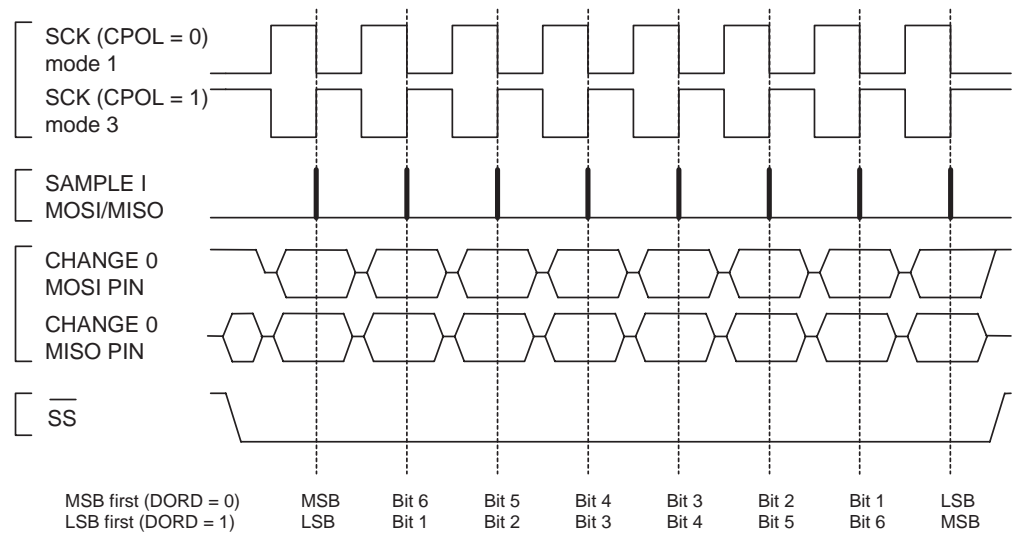 SCK (CPOL = 0)
mode 1
SCK (CPOL = 1)
mode 3
SAMPLE I
MOSI/MISO
CHANGE 0
MOSI PIN
CHANGE 0
MISO PIN
SS
MSB first (DORD = 0) MSB Bit 6 Bit 5 Bit 4 Bit 3 Bit 2 Bit 1 LSB
LSB first (DORD = 1) LSB Bit 1 Bit 2 Bit 3 Bit 4 Bit 5 Bit 6 MSB